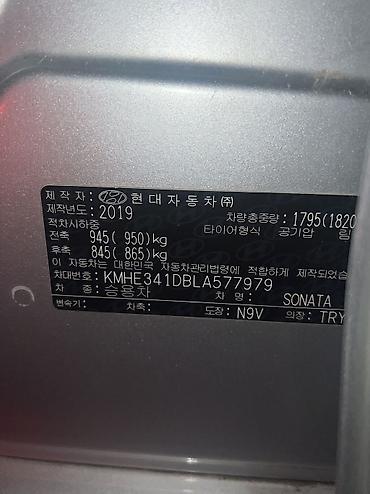 제 작 자: 현대자동차㈜
제작년도: 2019 차량총중량: 1795(1820
적차시하중 타이어형식 공기압
전축 945( 950)kg
후축 845( 865)kg
이 자동차는 대한민국 자동차관리법령에 적합하게 제작되었습
차대번호: KMHE341DBLA577979
차 종: 승용차 SONATA
변속기: 차축: 도장: N9V 의장: TRY